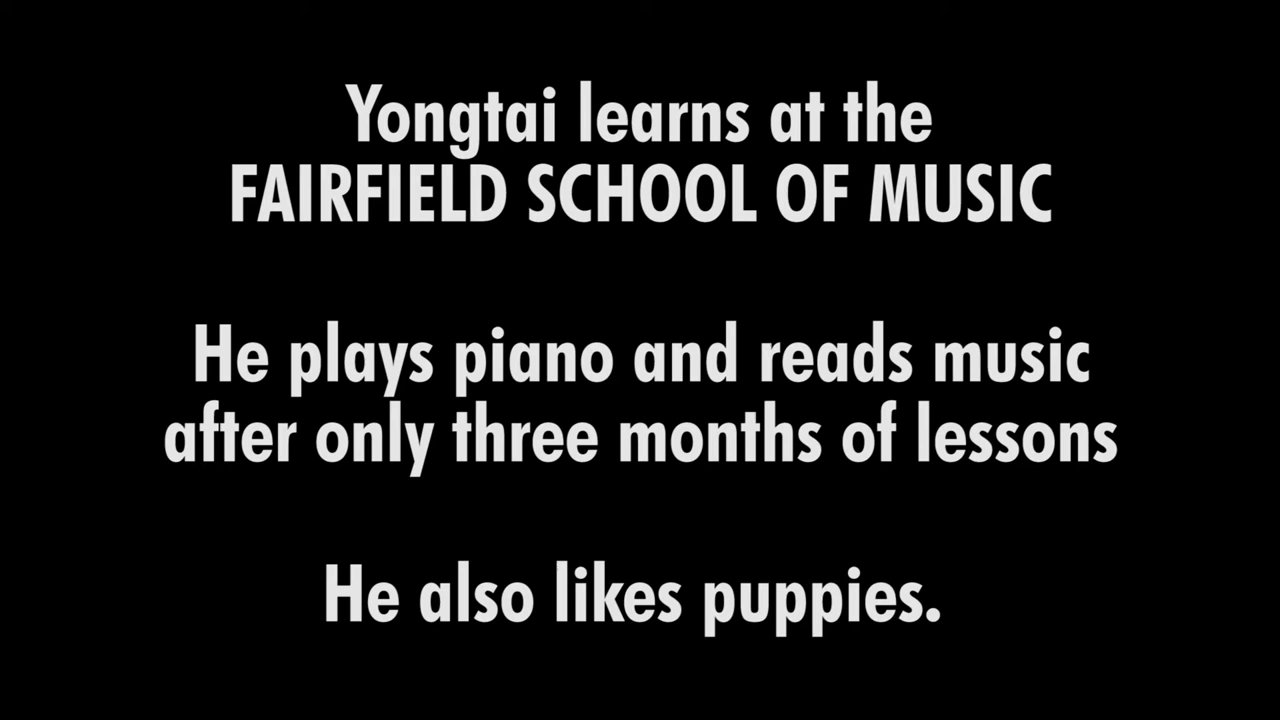 Yongtai learns at the
FAIRFIELD SCHOOL OF MUSIC
He plays piano and reads music
after only three months of lessons
He also likes puppies.